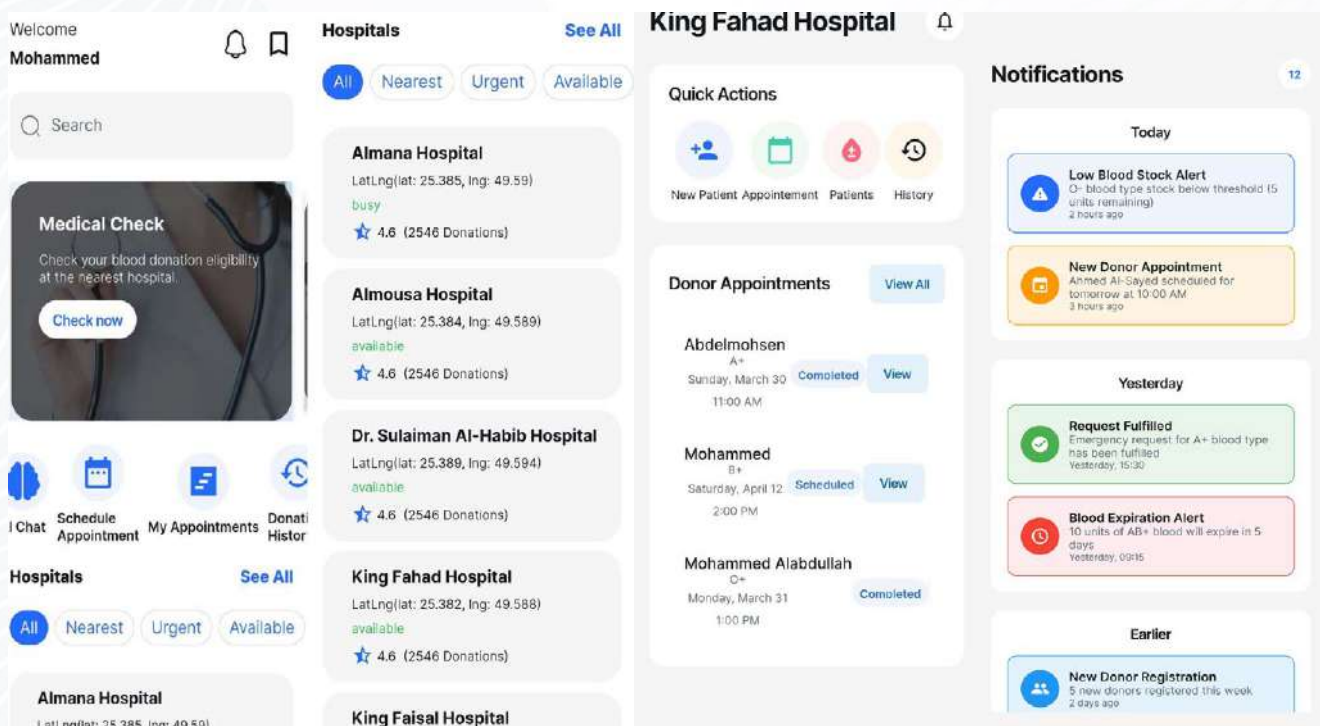 Welcome
Mohammed
Search
Medical Check
Check your blood donation eligibility
at the nearest hospital.
Check now
Chat
Schedule
Appointment
My Appointments
Donati
Histor
Hospitals
See All
All
Nearest
Urgent
Available
Almana Hospital
LatLng(lat: 25.385, lng: 49.59)
Hospitals
See All
All
Nearest
Urgent
Available
Almana Hospital
LatLng(lat: 25.385, lng: 49.59)
busy
4.6 (2546 Donations)
Almousa Hospital
LatLng(lat: 25.384, lng: 49.589)
available
4.6 (2546 Donations)
Dr. Sulaiman Al-Habib Hospital
LatLng(lat: 25.389, lng: 49.594)
available
4.6 (2546 Donations)
King Fahad Hospital
LatLng(lat: 25.382, lng: 49.588)
available
4.6 (2546 Donations)
King Faisal Hospital
King Fahad Hospital
Quick Actions
New Patient
Appointement
Patients
History
Donor Appointments
View All
Abdelmohsen
A+
Sunday, March 30
11:00 AM
Completed
View
Mohammed
B+
Saturday, April 12
2:00 PM
Scheduled
View
Mohammed Alabdullah
O+
Monday, March 31
1:00 PM
Completed
Notifications
12
Today
Low Blood Stock Alert
O- blood type stock below threshold (5
units remaining)
2 hours ago
New Donor Appointment
Ahmed Al-Sayed scheduled for
tomorrow at 10:00 AM
3 hours ago
Yesterday
Request Fulfilled
Emergency request for A+ blood type
has been fulfilled
Yesterday, 15:30
Blood Expiration Alert
10 units of AB+ blood will expire in 5
days
Yesterday, 09:15
Earlier
New Donor Registration
5 new donors registered this week
2 days ago